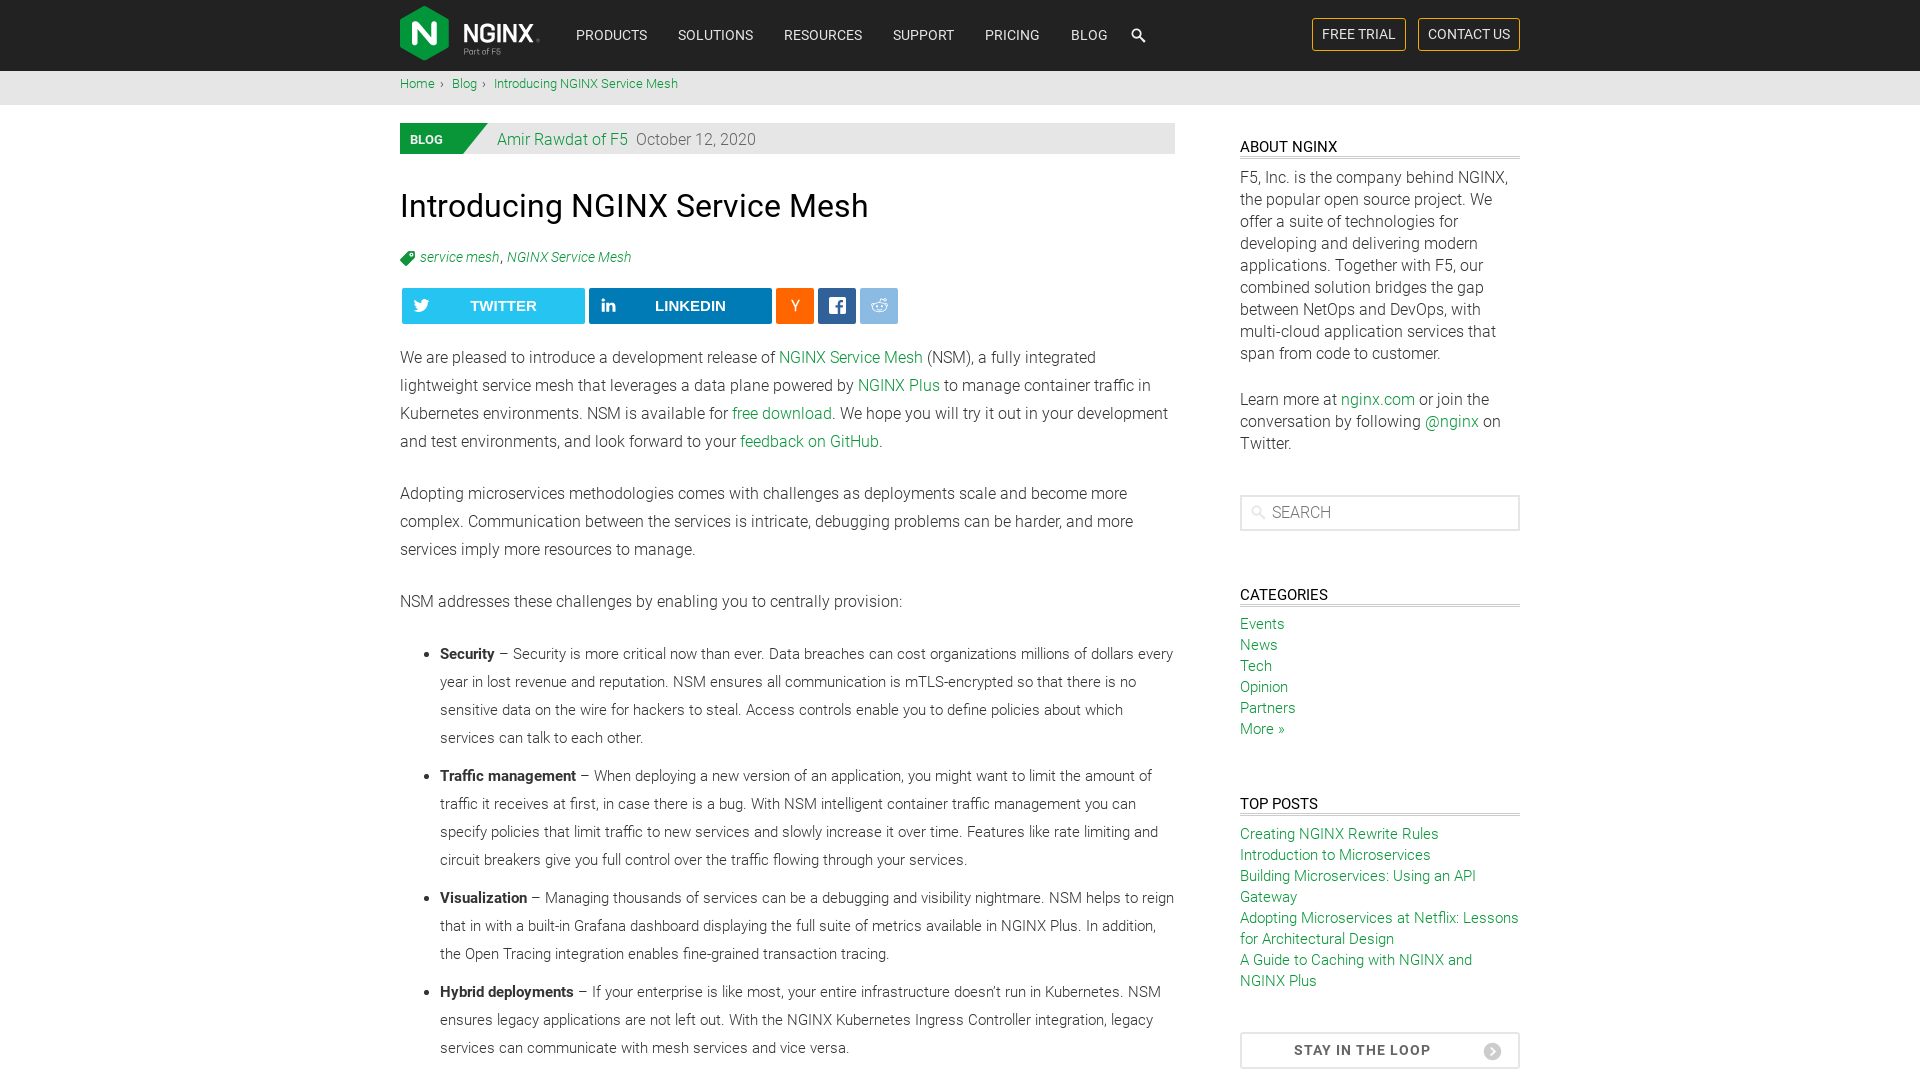 NGINX
Part of F5
PRODUCTS
SOLUTIONS
RESOURCES
SUPPORT
PRICING
BLOG
FREE TRIAL
CONTACT US
Home › Blog › Introducing NGINX Service Mesh
BLOG
Amir Rawdat of F5 October 12, 2020
Introducing NGINX Service Mesh
service mesh, NGINX Service Mesh
TWITTER
LINKEDIN
We are pleased to introduce a development release of NGINX Service Mesh (NSM), a fully integrated
lightweight service mesh that leverages a data plane powered by NGINX Plus to manage container traffic in
Kubernetes environments. NSM is available for free download. We hope you will try it out in your development
and test environments, and look forward to your feedback on GitHub.
Adopting microservices methodologies comes with challenges as deployments scale and become more
complex. Communication between the services is intricate, debugging problems can be harder, and more
services imply more resources to manage.
NSM addresses these challenges by enabling you to centrally provision:
• Security – Security is more critical now than ever. Data breaches can cost organizations millions of dollars every
year in lost revenue and reputation. NSM ensures all communication is mTLS-encrypted so that there is no
sensitive data on the wire for hackers to steal. Access controls enable you to define policies about which
services can talk to each other.
• Traffic management – When deploying a new version of an application, you might want to limit the amount of
traffic it receives at first, in case there is a bug. With NSM intelligent container traffic management you can
specify policies that limit traffic to new services and slowly increase it over time. Features like rate limiting and
circuit breakers give you full control over the traffic flowing through your services.
• Visualization – Managing thousands of services can be a debugging and visibility nightmare. NSM helps to reign
that in with a built-in Grafana dashboard displaying the full suite of metrics available in NGINX Plus. In addition,
the Open Tracing integration enables fine-grained transaction tracing.
• Hybrid deployments – If your enterprise is like most, your entire infrastructure doesn’t run in Kubernetes. NSM
ensures legacy applications are not left out. With the NGINX Kubernetes Ingress Controller integration, legacy
services can communicate with mesh services and vice versa.
ABOUT NGINX
F5, Inc. is the company behind NGINX,
the popular open source project. We
offer a suite of technologies for
developing and delivering modern
applications. Together with F5, our
combined solution bridges the gap
between NetOps and DevOps, with
multi-cloud application services that
span from code to customer.
Learn more at nginx.com or join the
conversation by following @nginx on
Twitter.
SEARCH
CATEGORIES
Events
News
Tech
Opinion
Partners
More »
TOP POSTS
Creating NGINX Rewrite Rules
Introduction to Microservices
Building Microservices: Using an API
Gateway
Adopting Microservices at Netflix: Lessons
for Architectural Design
A Guide to Caching with NGINX and
NGINX Plus
STAY IN THE LOOP